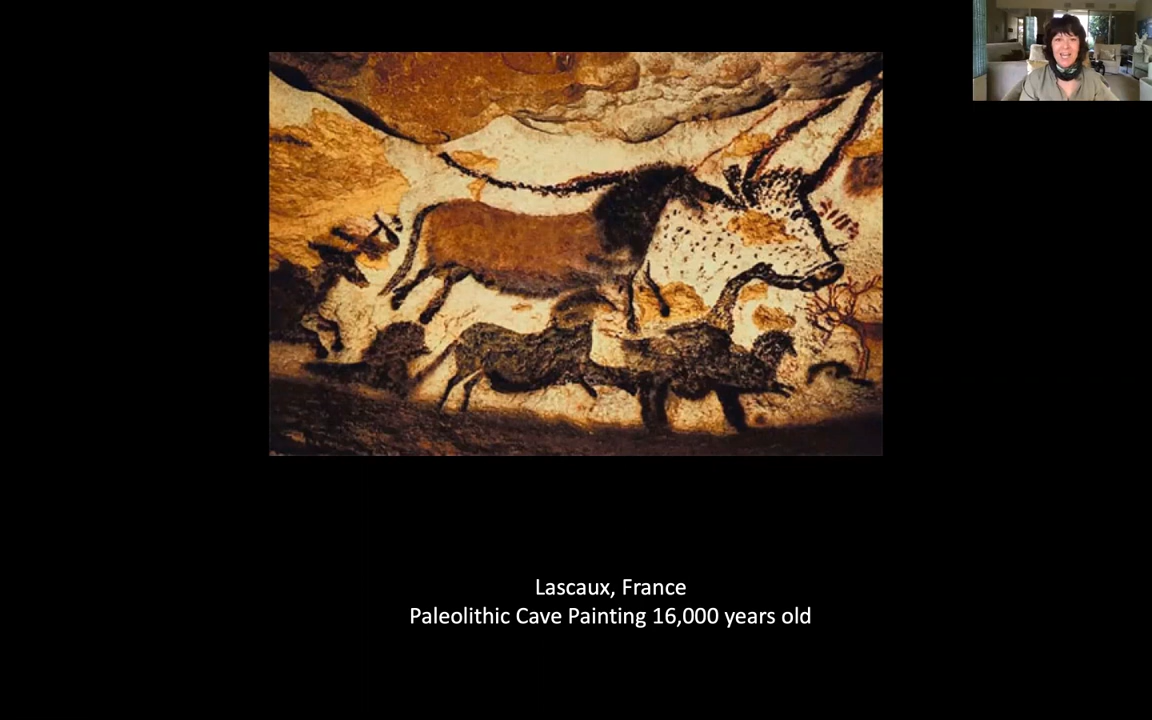 Lascaux, France
Paleolithic Cave Painting 16,000 years old